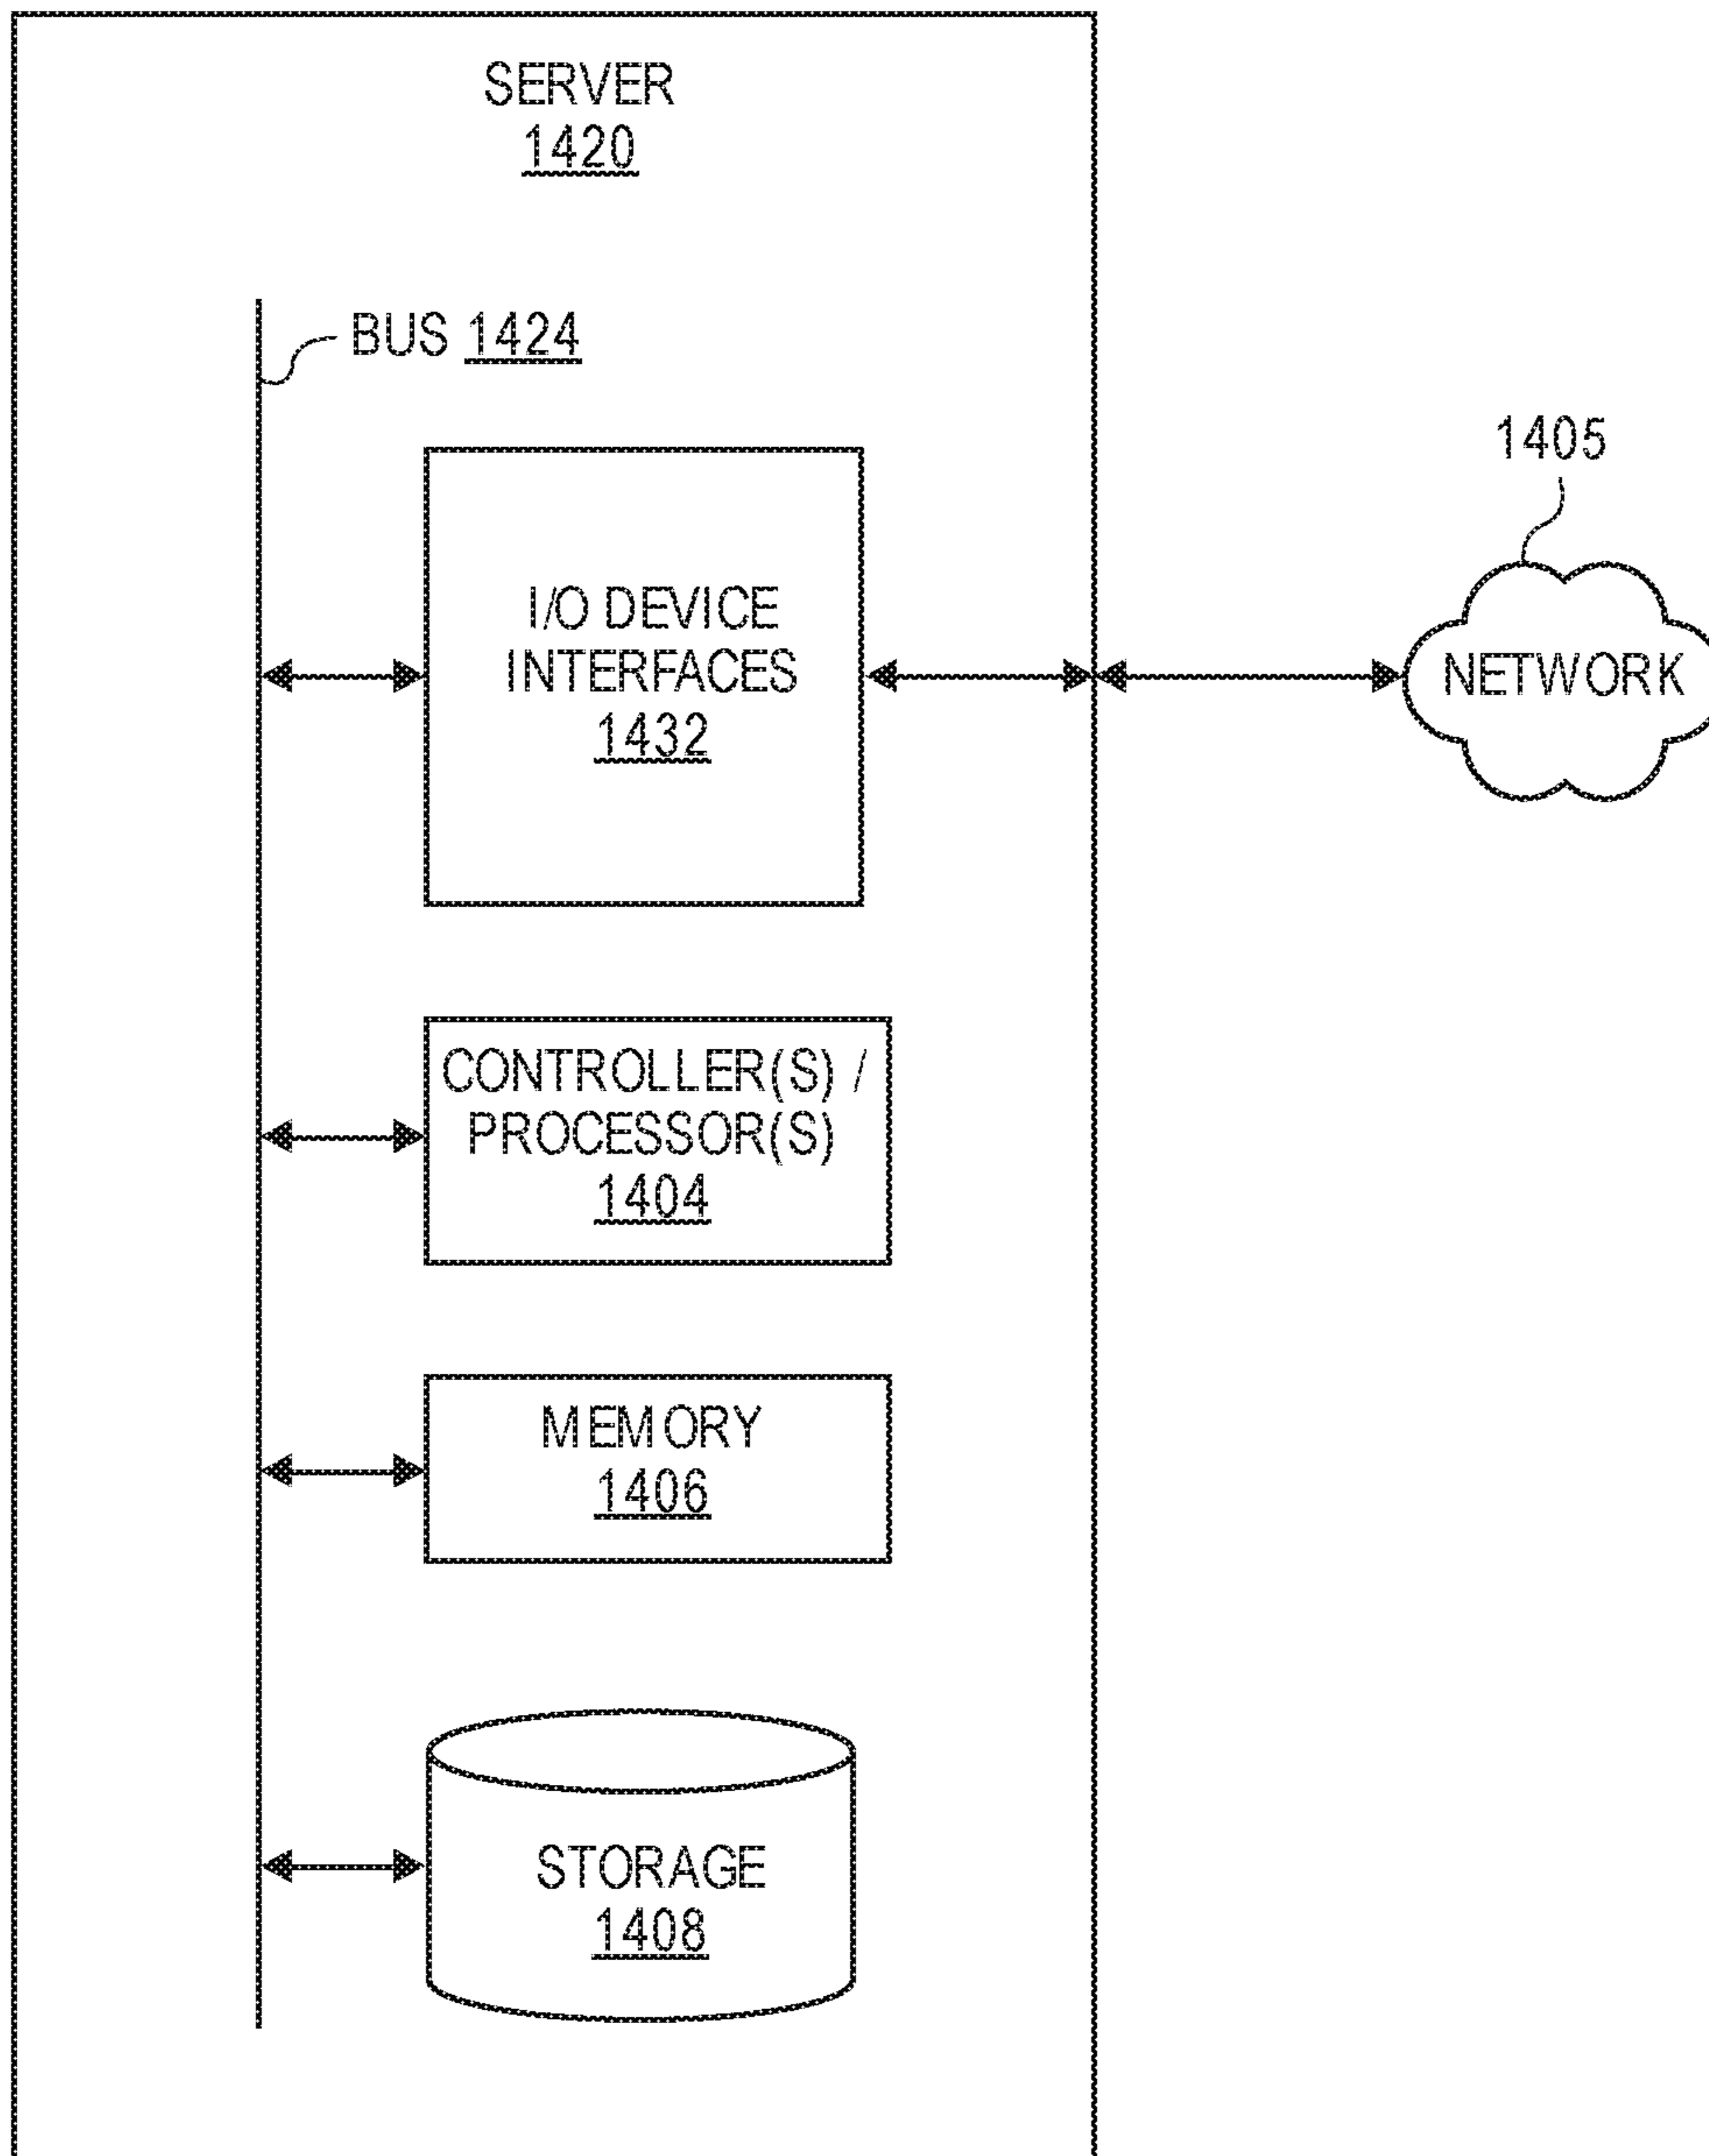 SERVER
1420
BUS 1424
1405
I/O DEVICE
INTERFACES
1432
NETWORK
CONTROLLER(S) /
PROCESSOR(S)
1404
MEMORY
1406
STORAGE
1408